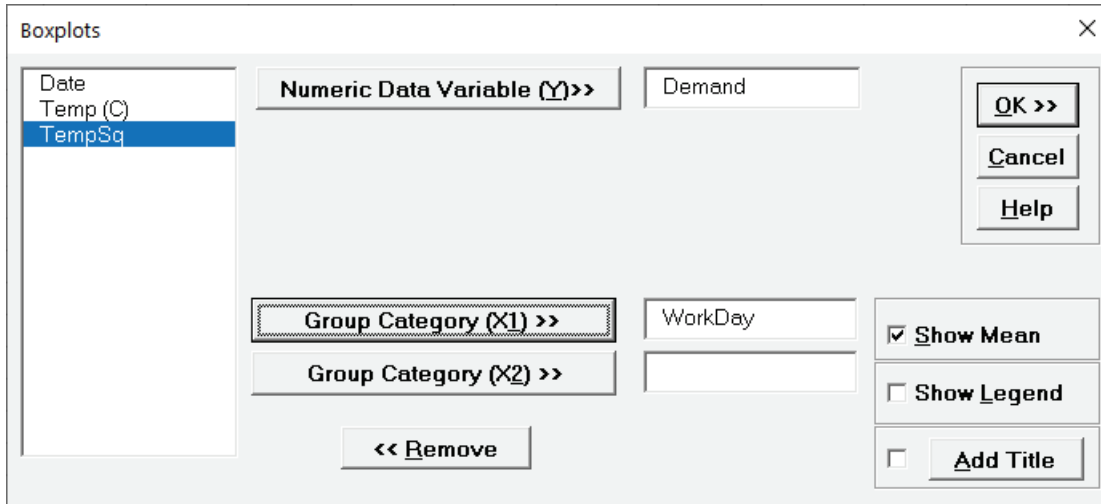 Boxplots
Date
Temp (C)
TempSq
Numeric Data Variable (Y)>>
Demand
OK >>
Cancel
Help
Group Category (X1) >>
WorkDay
Group Category (X2) >>
<< Remove
Show Mean
Show Legend
Add Title